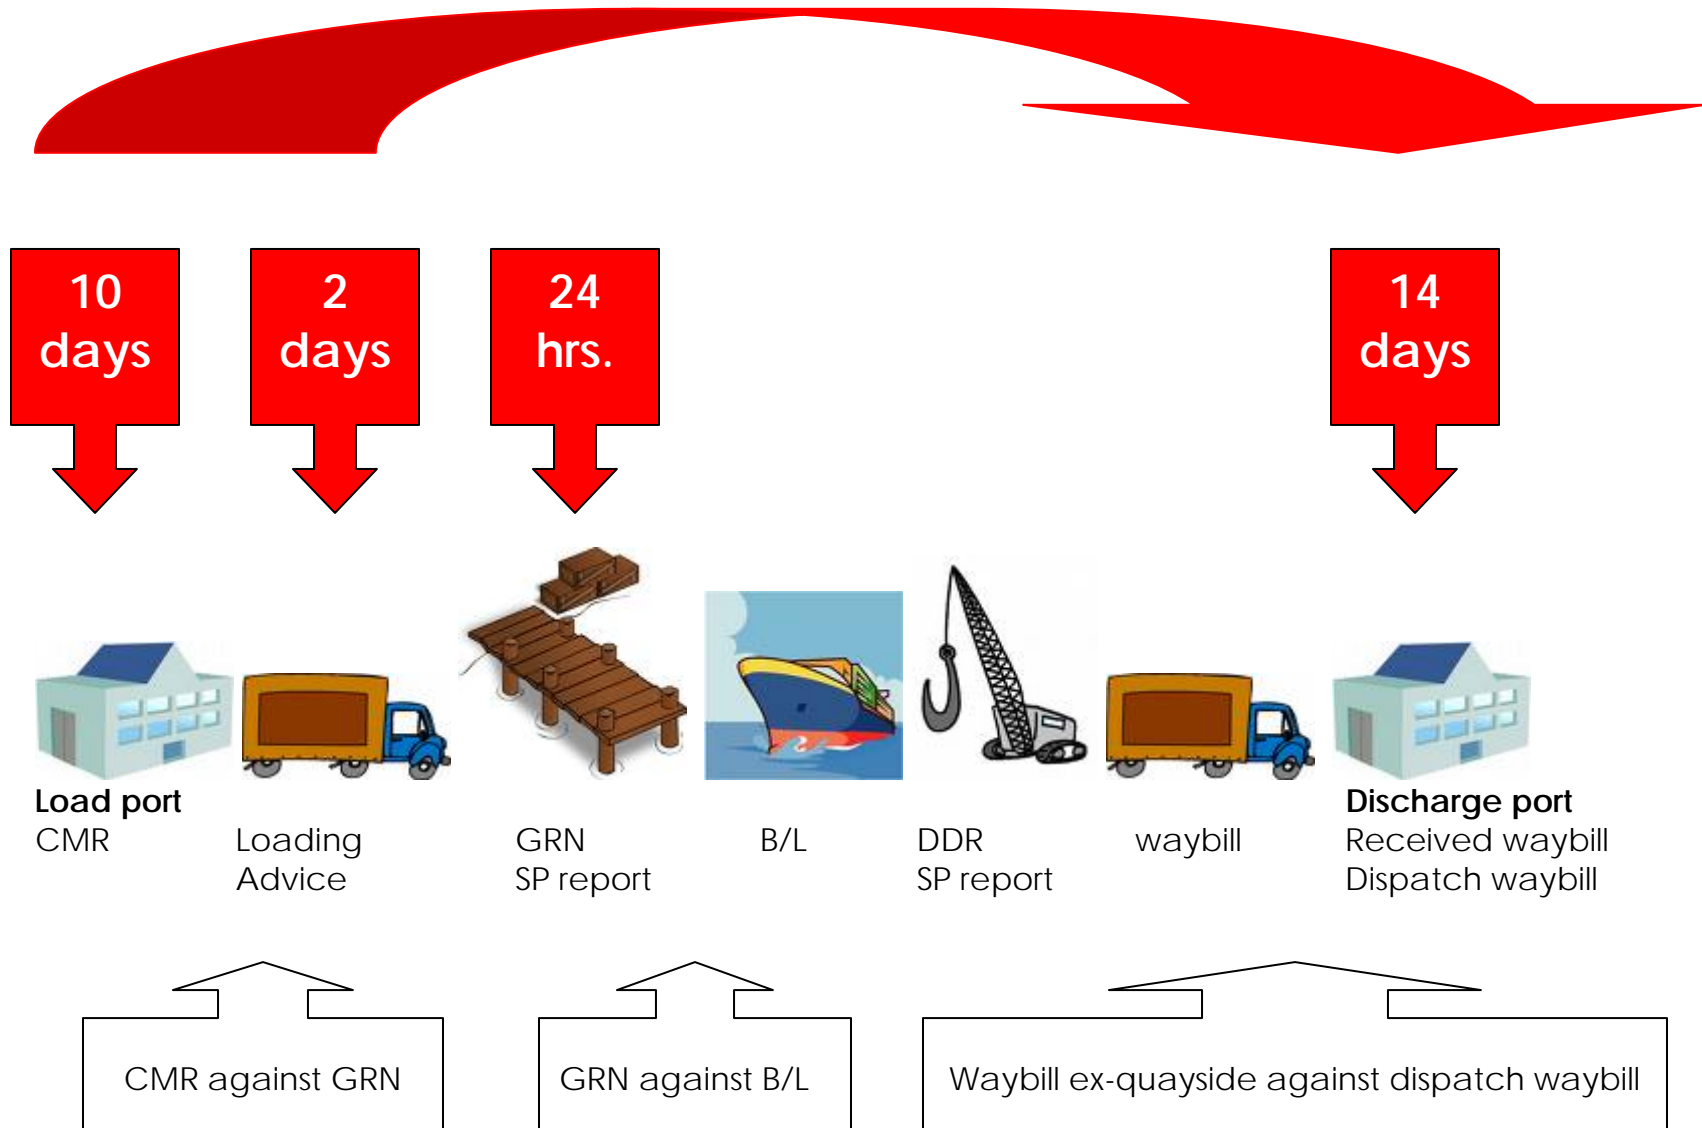 10
days
2
days
24
hrs.
14
days
Load port
CMR
Loading
Advice
GRN
SP report
B/L
DDR
SP report
waybill
Discharge port
Received waybill
Dispatch waybill
CMR against GRN
GRN against B/L
Waybill ex-quayside against dispatch waybill